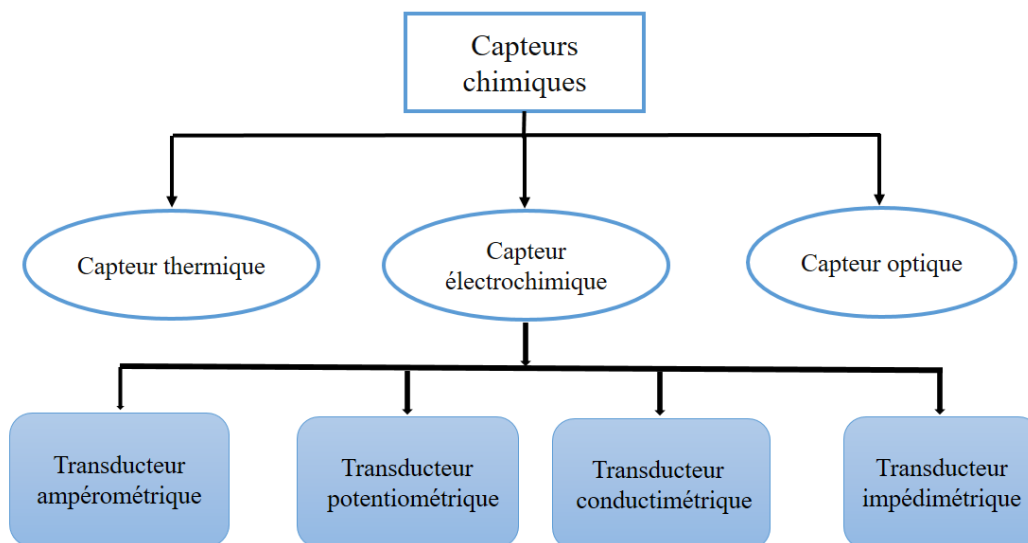 Capteurs
chimiques
Capteur thermique
Capteur
électrochimique
Capteur optique
Transducteur
ampérométrique
Transducteur
potentiométrique
Transducteur
conductimétrique
Transducteur
impédimétrique